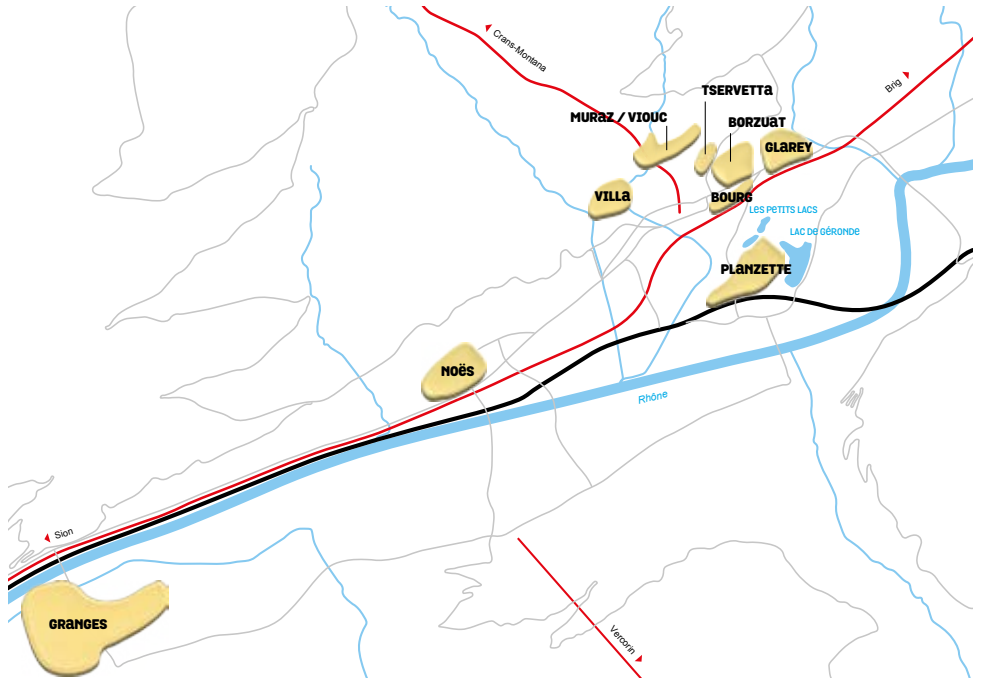 Crans-Montana
Brig
TSERVETTa
MURaZ / VIOUC
BORZUaT
GLaREY
VILLa
BOURG
LES PETITS LACS
LAC DE GéRONDE
PLaNZETTE
NOëS
Rhône
Sion
GRaNGES
Vercorin